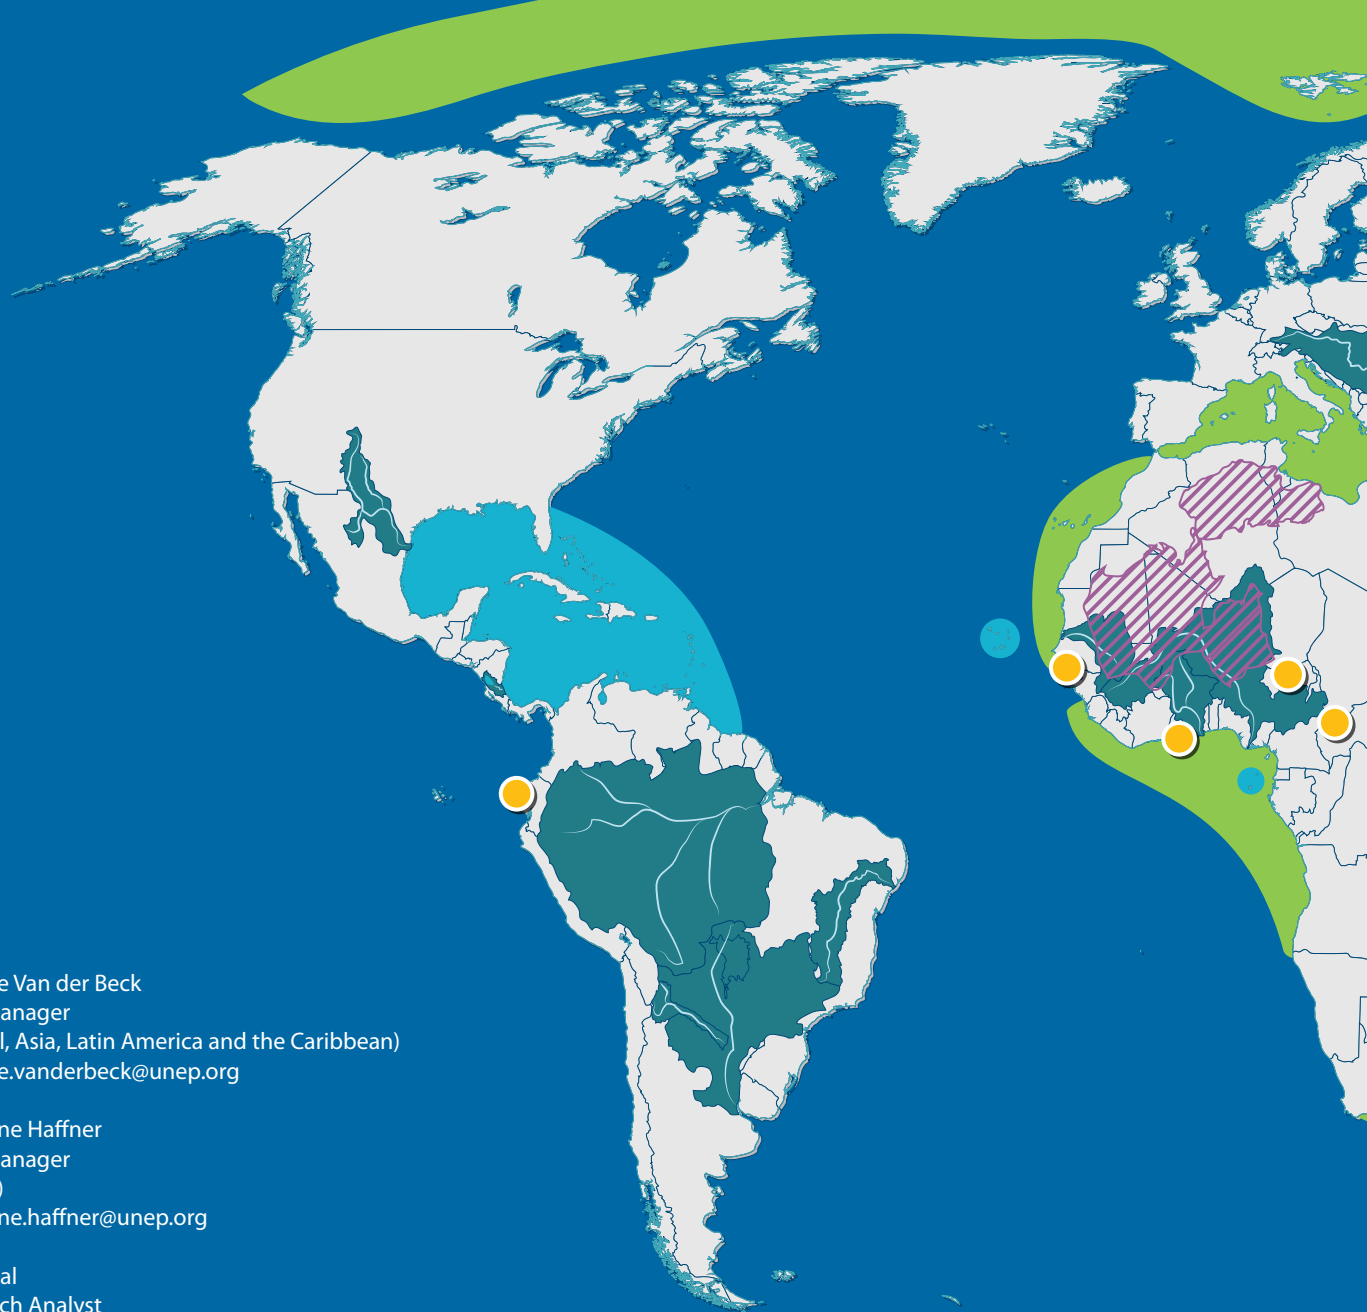 e Van der Beck
anager
l, Asia, Latin America and the Caribbean)
e.vanderbeck@unep.org
ne Haffner
anager
)
ne.haffner@unep.org
al
ch Analyst